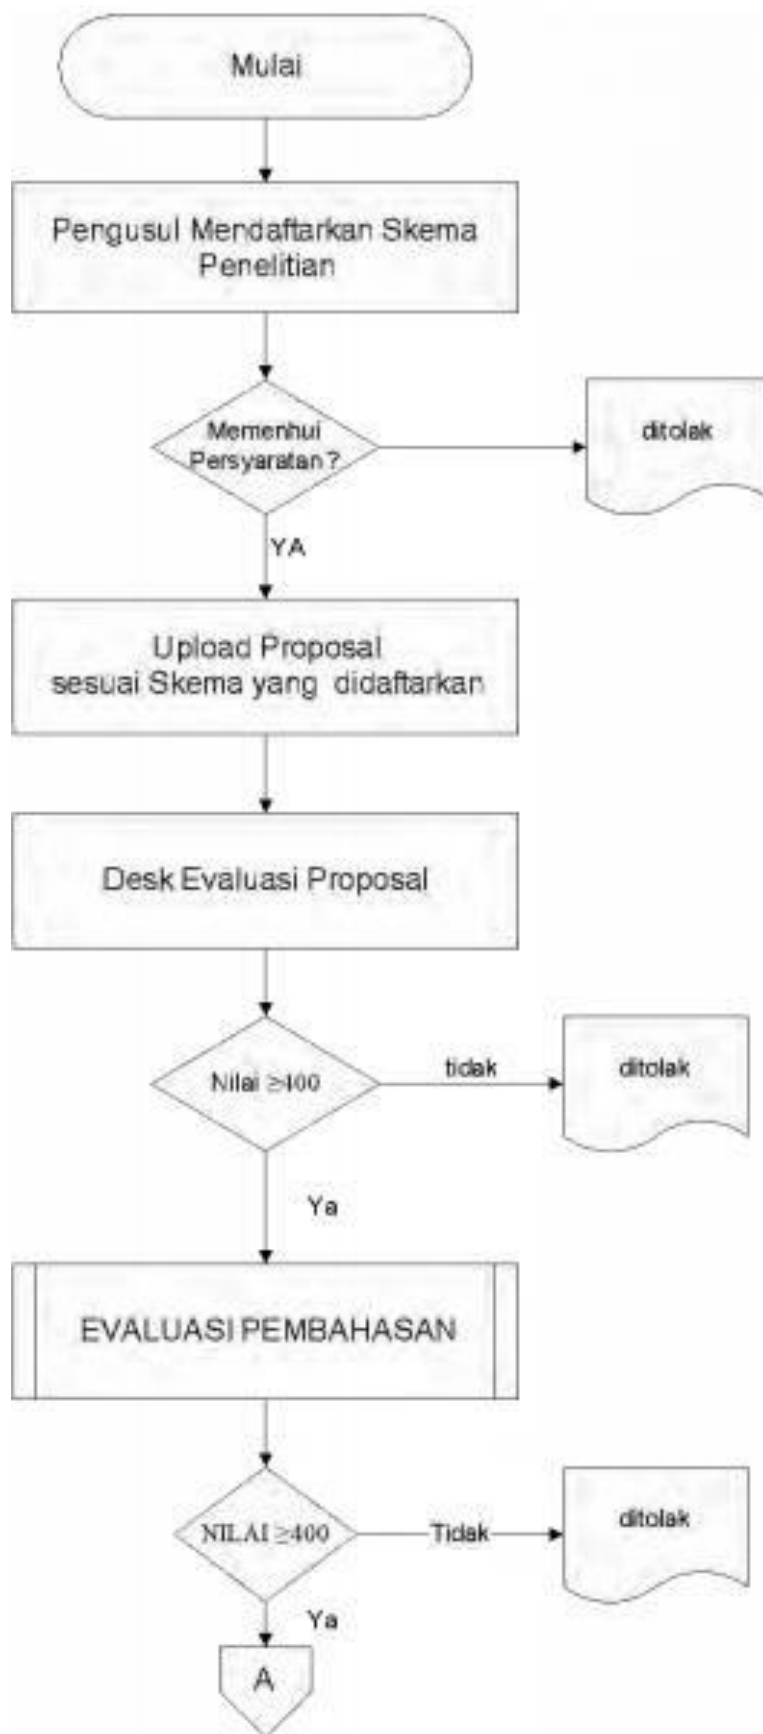 Mulai
Pengusul Mendaftarkan Skema
Penelitian
Memenhui
Persyaratan ?
ditolak
YA
Upload Proposal
sesuai Skema yang didaftarkan
Desk Evaluasi Proposal
Nilai ≥400
tidak
ditolak
Ya
EVALUASI PEMBAHASAN
NILAI ≥400
Tidak
ditolak
Ya
A